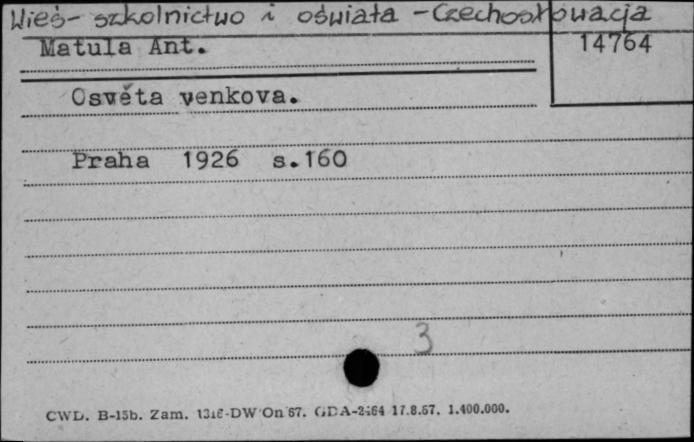 Wieś - szkolnictwo i oświata - Czechosłowacja
Matula Ant.
14764
Osvěta venkova.
Praha 1926 s.160
3
CWD. B-15b. Zam. 1316-DW On 67. GDA-2464 17.8.67. 1.400.000.